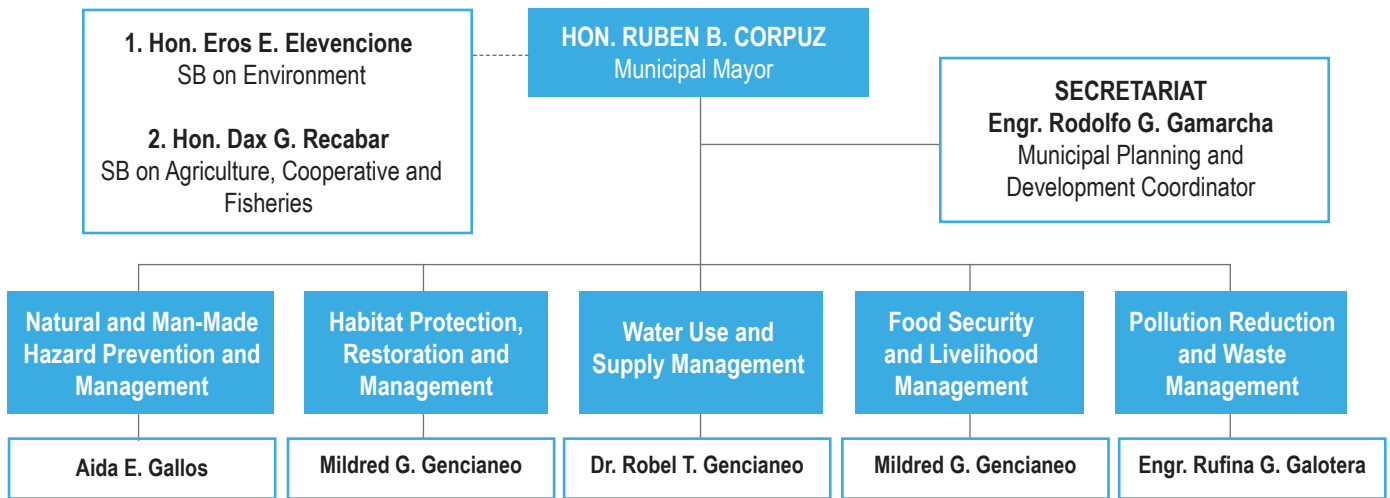 1. Hon. Eros E. Elevencione
SB on Environment
2. Hon. Dax G. Recabar
SB on Agriculture, Cooperative and
Fisheries
HON. RUBEN B. CORPUZ
Municipal Mayor
SECRETARIAT
Engr. Rodolfo G. Gamarcha
Municipal Planning and
Development Coordinator
Natural and Man-Made
Hazard Prevention and
Management
Aida E. Gallos
Habitat Protection,
Restoration and
Management
Mildred G. Gencianeo
Water Use and
Supply Management
Dr. Robel T. Gencianeo
Food Security
and Livelihood
Management
Mildred G. Gencianeo
Pollution Reduction
and Waste
Management
Engr. Rufina G. Galotera